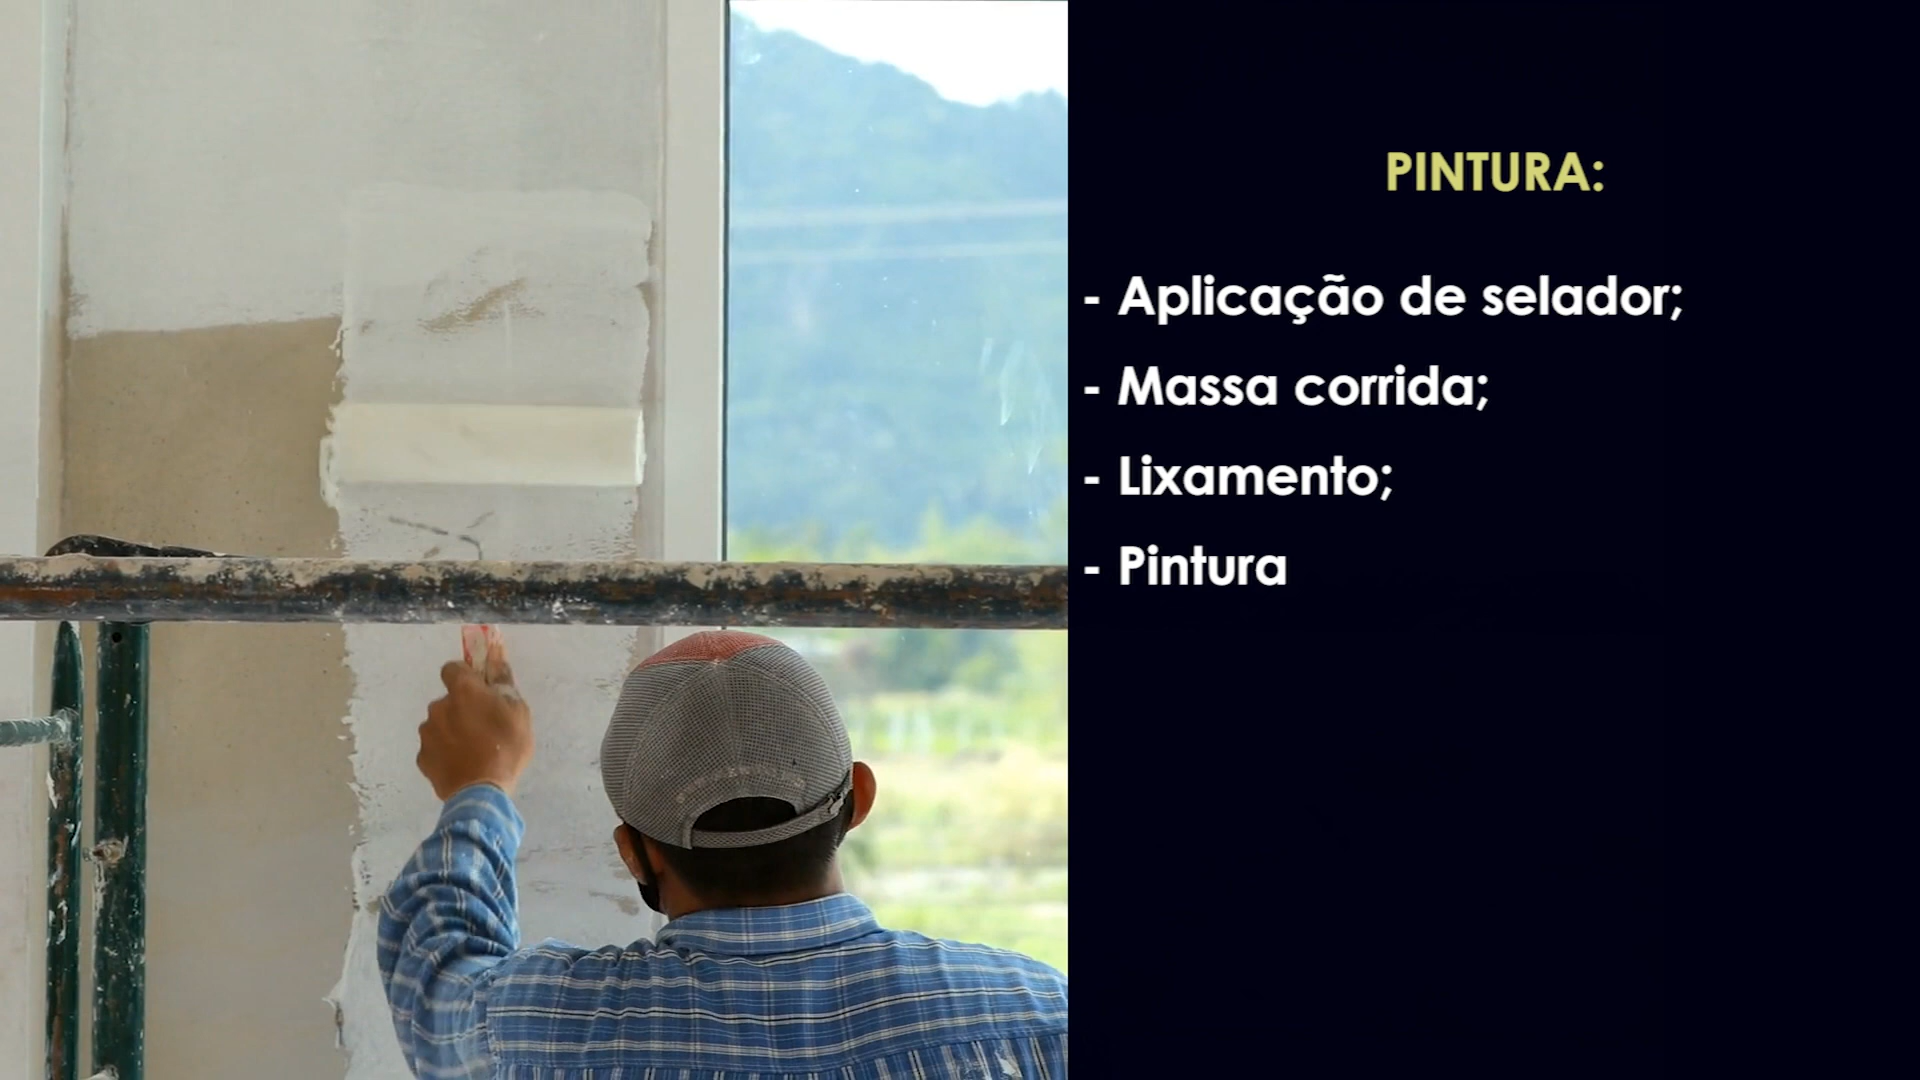 PINTURA:
- Aplicação de selador;
- Massa corrida;
- Lixamento;
- Pintura